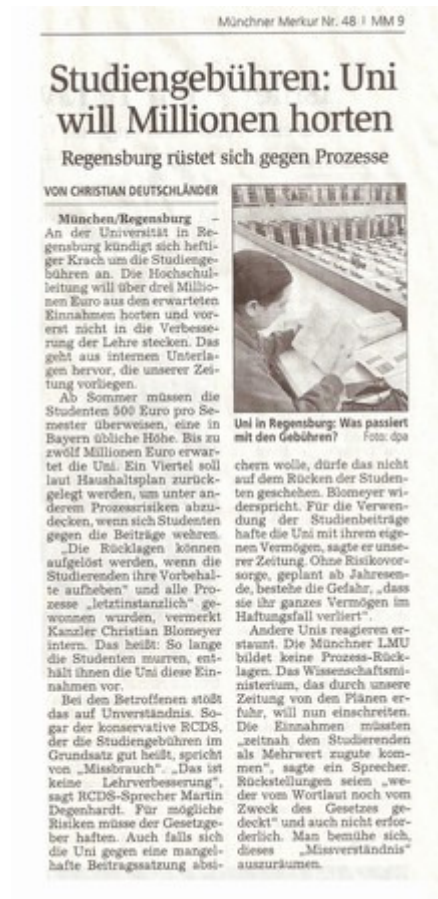 Münchner Merkur Nr. 48 | MM 9
Studiengebühren: Uni
will Millionen horten
Regensburg rüstet sich gegen Prozesse
VON CHRISTIAN DEUTSCHLÄNDER
München/Regensburg –
An der Universität in Re-
gensburg kündigt sich hefti-
ger Krach um die Studienge-
bühren an. Die Hochschul-
leitung will über drei Millio-
nen Euro aus den erwarteten
Einnahmen horten und vor-
erst nicht in die Verbesse-
rung der Lehre stecken. Das
geht aus internen Unterla-
gen hervor, die unserer Zei-
tung vorliegen.
Ab Sommer müssen die
Studenten 500 Euro pro Se-
mester überweisen, eine in
Bayern übliche Höhe. Bis zu
zwölf Millionen Euro erwar-
tet die Uni. Ein Viertel soll
laut Haushaltsplan zurück-
gelegt werden, um unter an-
derem Prozessrisiken abzu-
decken, wenn sich Studenten
gegen die Beiträge wehren.
„Die Rücklagen können
aufgelöst werden, wenn die
Studierenden ihre Vorbehal-
te aufheben“ und alle Pro-
zesse „letztinstanzlich“ ge-
wonnen wurden, vermerkt
Kanzler Christian Blomeyer
intern. Das heißt: So lange
die Studenten murren, ent-
hält ihnen die Uni diese Ein-
nahmen vor.
Bei den Betroffenen stößt
das auf Unverständnis. So-
gar der konservative RCDS,
der die Studiengebühren im
Grundsatz gut heißt, spricht
von „Missbrauch“. „Das ist
keine Lehrverbesserung“,
sagt RCDS-Sprecher Martin
Degenhardt. Für mögliche
Risiken müsse der Gesetzge-
ber haften. Auch falls sich
die Uni gegen eine mangel-
hafte Beitragssatzung absi-
Uni in Regensburg: Was passiert
mit den Gebühren? Foto: dpa
chern wolle, dürfe das nicht
auf dem Rücken der Studen-
ten geschehen. Blomeyer wi-
derspricht. Für die Verwen-
dung der Studienbeiträge
hafte die Uni mit ihrem eige-
nen Vermögen, sagte er unse-
rer Zeitung. Ohne Risikovor-
sorge, geplant ab Jahresen-
de, bestehe die Gefahr, „dass
sie ihr ganzes Vermögen im
Haftungsfall verliert“.
Andere Unis reagieren er-
staunt. Die Münchner LMU
bildet keine Prozess-Rück-
lagen. Das Wissenschaftsmi-
nisterium, das durch unsere
Zeitung von den Plänen er-
fuhr, will nun einschreiten.
Die Einnahmen müssten
„zeitnah den Studierenden
als Mehrwert zugute kom-
men“, sagte ein Sprecher.
Rückstellungen seien „we-
der vom Wortlaut noch vom
Zweck des Gesetzes ge-
deckt“ und auch nicht erfor-
derlich. Man bemühe sich,
dieses „Missverständnis“
auszuräumen.